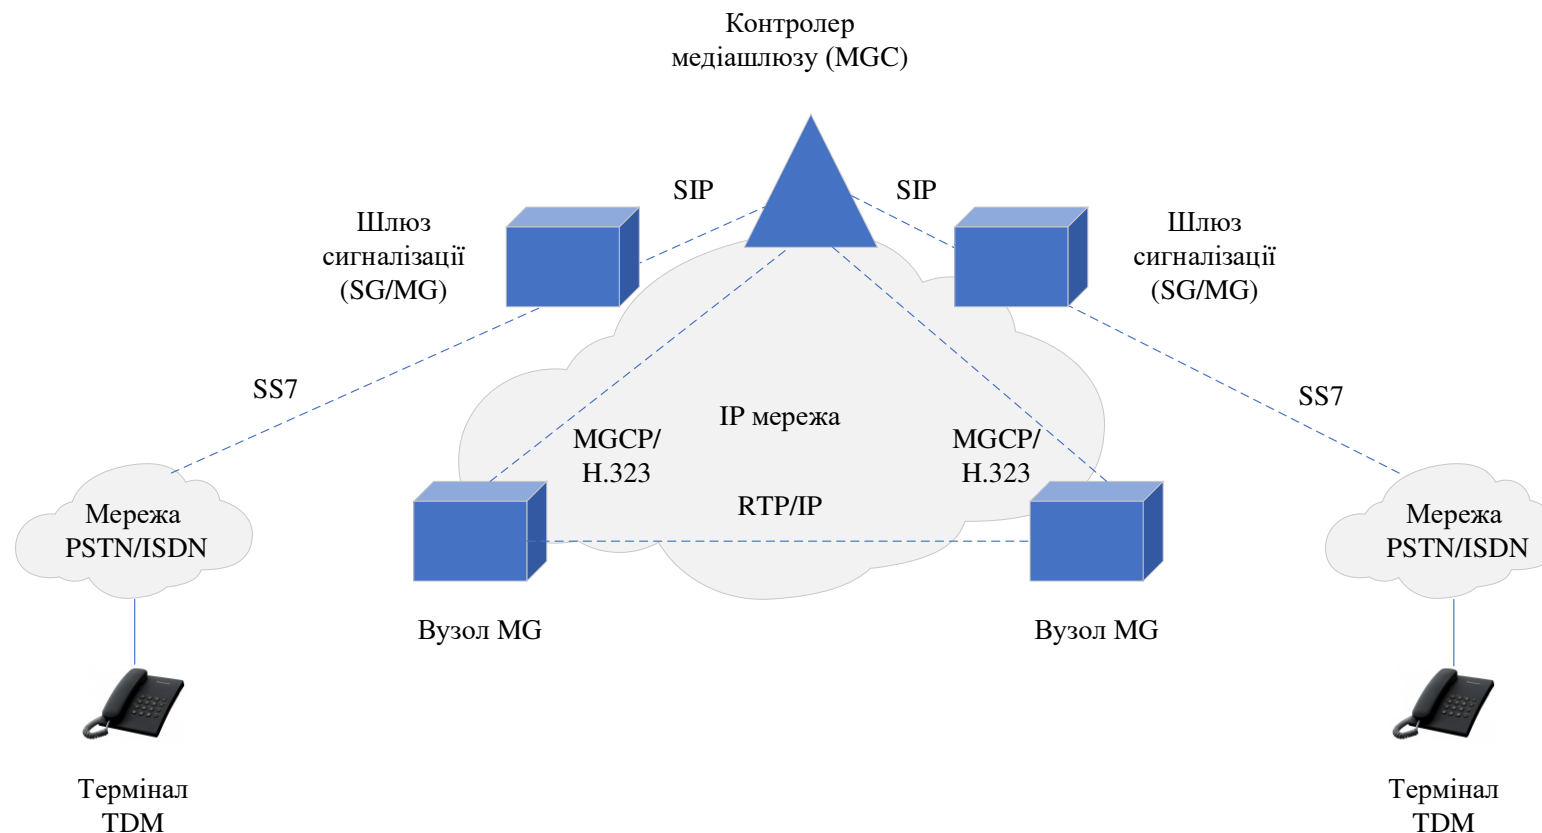 Контролер
медіашлюзу (MGC)
SIP
SIP
Шлюз
сигналізації
(SG/MG)
Шлюз
сигналізації
(SG/MG)
SS7
SS7
IP мережа
MGCP/
H.323
MGCP/
H.323
RTP/IP
Мережа
PSTN/ISDN
Мережа
PSTN/ISDN
Вузол MG
Вузол MG
Термінал
TDM
Термінал
TDM